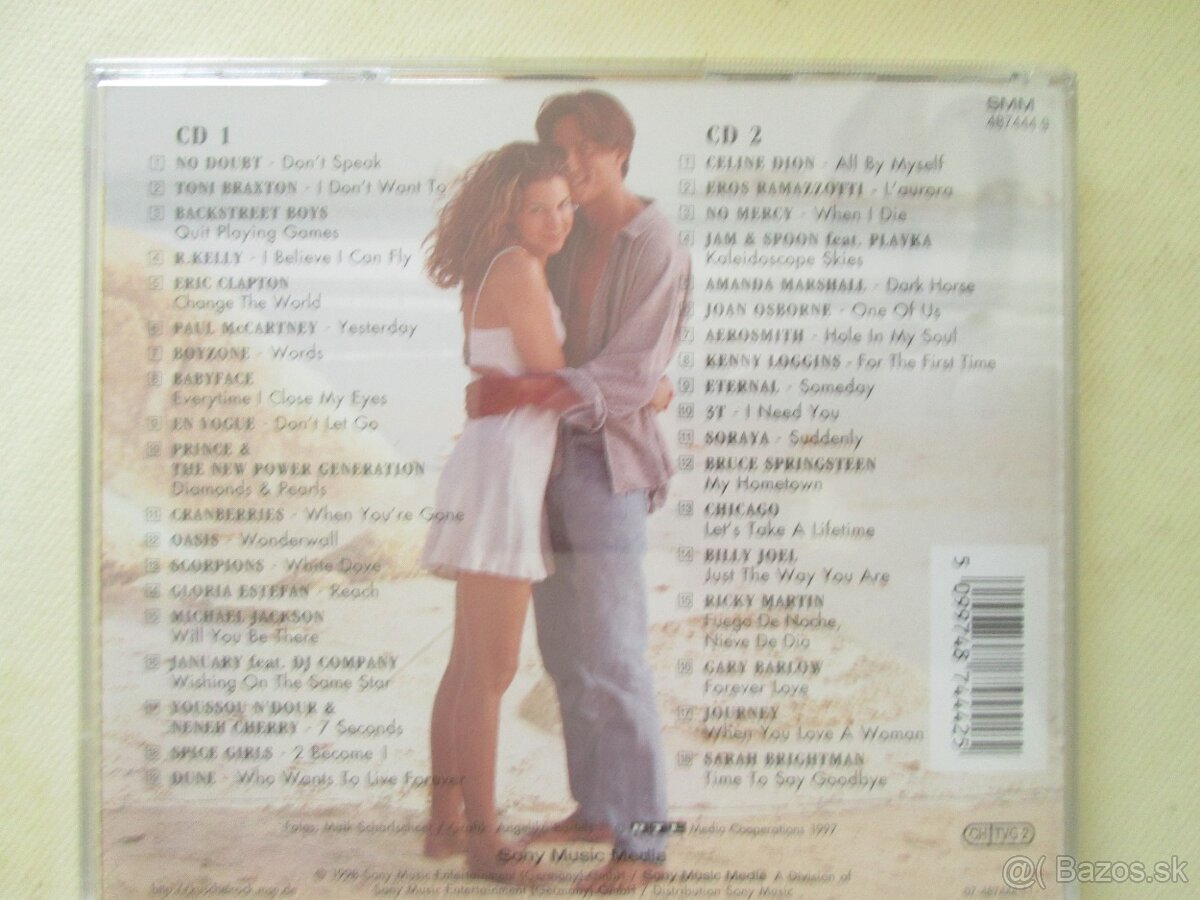 SMM
487444 9
CD 1
1 NO DOUBT - Don't Speak
2 TONI BRAXTON - I Don't Want To
3 BACKSTREET BOYS
Quit Playing Games
4 R.KELLY - I Believe I Can Fly
5 ERIC CLAPTON
Change The World
6 PAUL McCARTNEY - Yesterday
7 BOYZONE - Words
8 BABYFACE
Everytime I Close My Eyes
9 EN VOGUE - Don't Let Go
10 PRINCE &
THE NEW POWER GENERATION
Diamonds & Pearls
11 CRANBERRIES - When You're Gone
12 OASIS - Wonderwall
13 SCORPIONS - White Dove
14 GLORIA ESTEFAN - Reach
15 MICHAEL JACKSON
Will You Be There
16 JANUARY feat. DJ COMPANY
Wishing On The Same Star
17 YOUSSOU N'DOUR &
NENEH CHERRY - 7 Seconds
18 SPICE GIRLS - 2 Become 1
19 DUNE - Who Wants To Live Forever
CD 2
1 CELINE DION - All By Myself
2 EROS RAMAZZOTTI - L'aurora
3 NO MERCY - When I Die
4 JAM & SPOON feat. PLAVKA
Kaleidoscope Skies
5 AMANDA MARSHALL - Dark Horse
6 JOAN OSBORNE - One Of Us
7 AEROSMITH - Hole In My Soul
8 KENNY LOGGINS - For The First Time
9 ETERNAL - Someday
10 3T - I Need You
11 SORAYA - Suddenly
12 BRUCE SPRINGSTEEN
My Hometown
13 CHICAGO
Let's Take A Lifetime
14 BILLY JOEL
Just The Way You Are
15 RICKY MARTIN
Fuego De Noche,
Nieve De Dia
16 GARY BARLOW
Forever Love
17 JOURNEY
When You Love A Woman
18 SARAH BRIGHTMAN
Time To Say Goodbye
5 099748 744425
Fotos: Maik / Grafik: Media Cooperations 1997
Sony Music Media
CH TVG 2
Sony Music Entertainment (Germany) GmbH / Sony Music Media A Division of
Sony Music Entertainment (Germany) GmbH / Distribution Sony Music
@( Bazos.sk